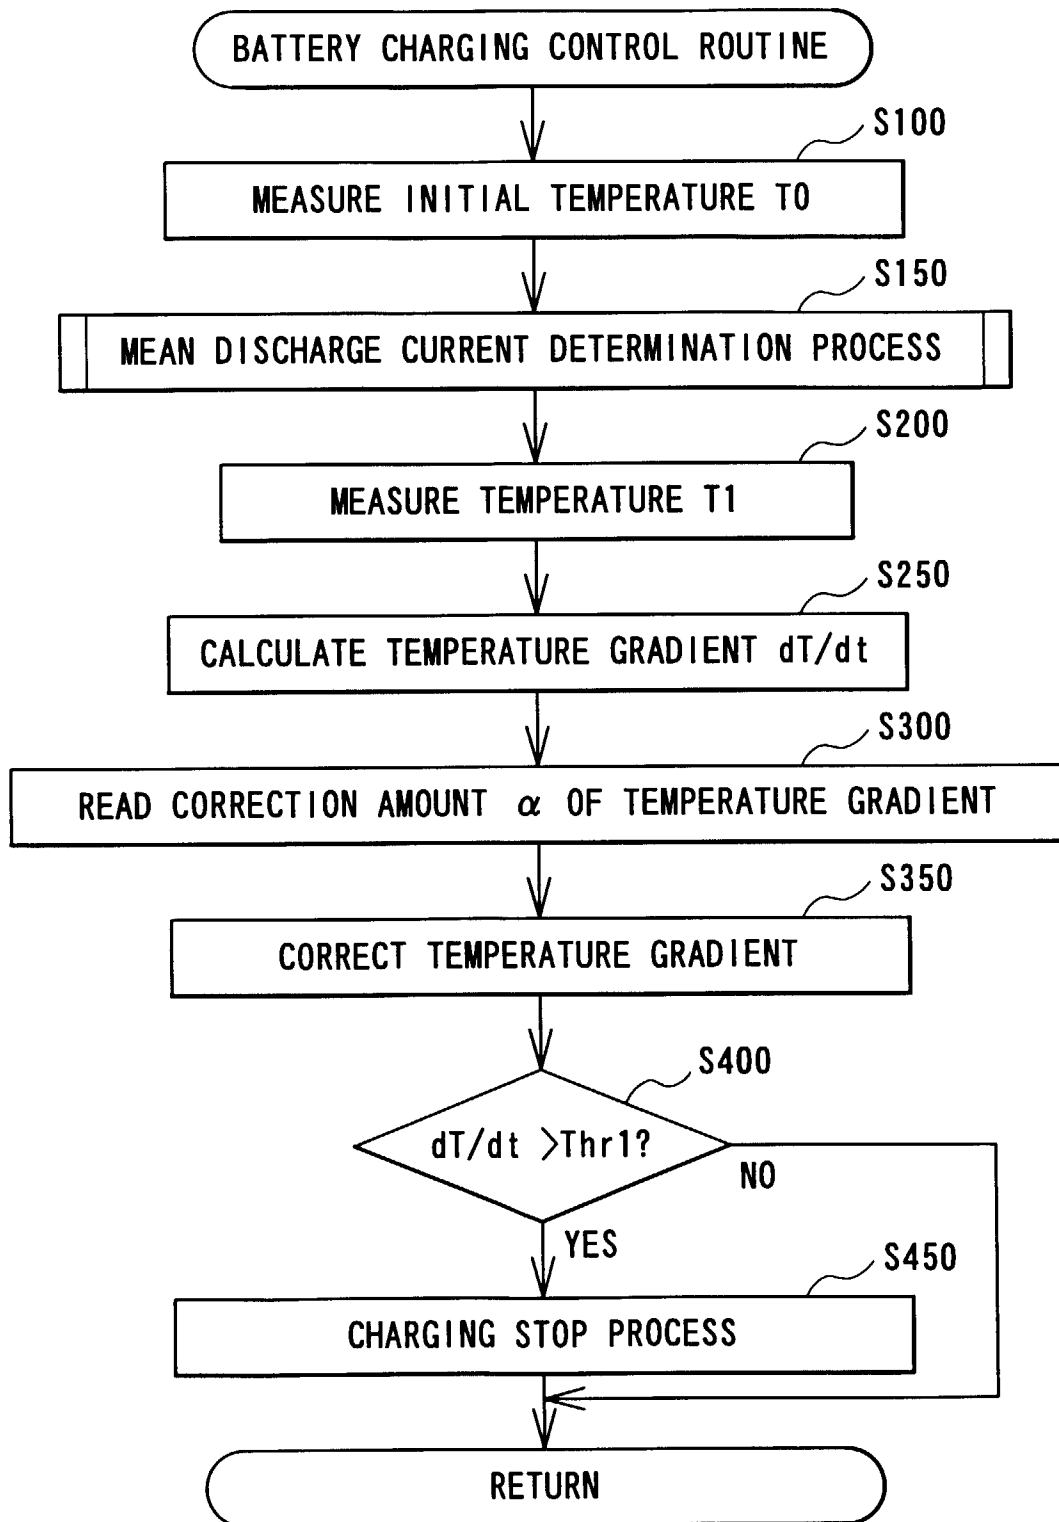 BATTERY CHARGING CONTROL ROUTINE
S100
MEASURE INITIAL TEMPERATURE T0
S150
MEAN DISCHARGE CURRENT DETERMINATION PROCESS
S200
MEASURE TEMPERATURE T1
S250
CALCULATE TEMPERATURE GRADIENT dT/dt
S300
READ CORRECTION AMOUNT α OF TEMPERATURE GRADIENT
S350
CORRECT TEMPERATURE GRADIENT
S400
dT/dt >Thr1?
NO
YES
S450
CHARGING STOP PROCESS
RETURN